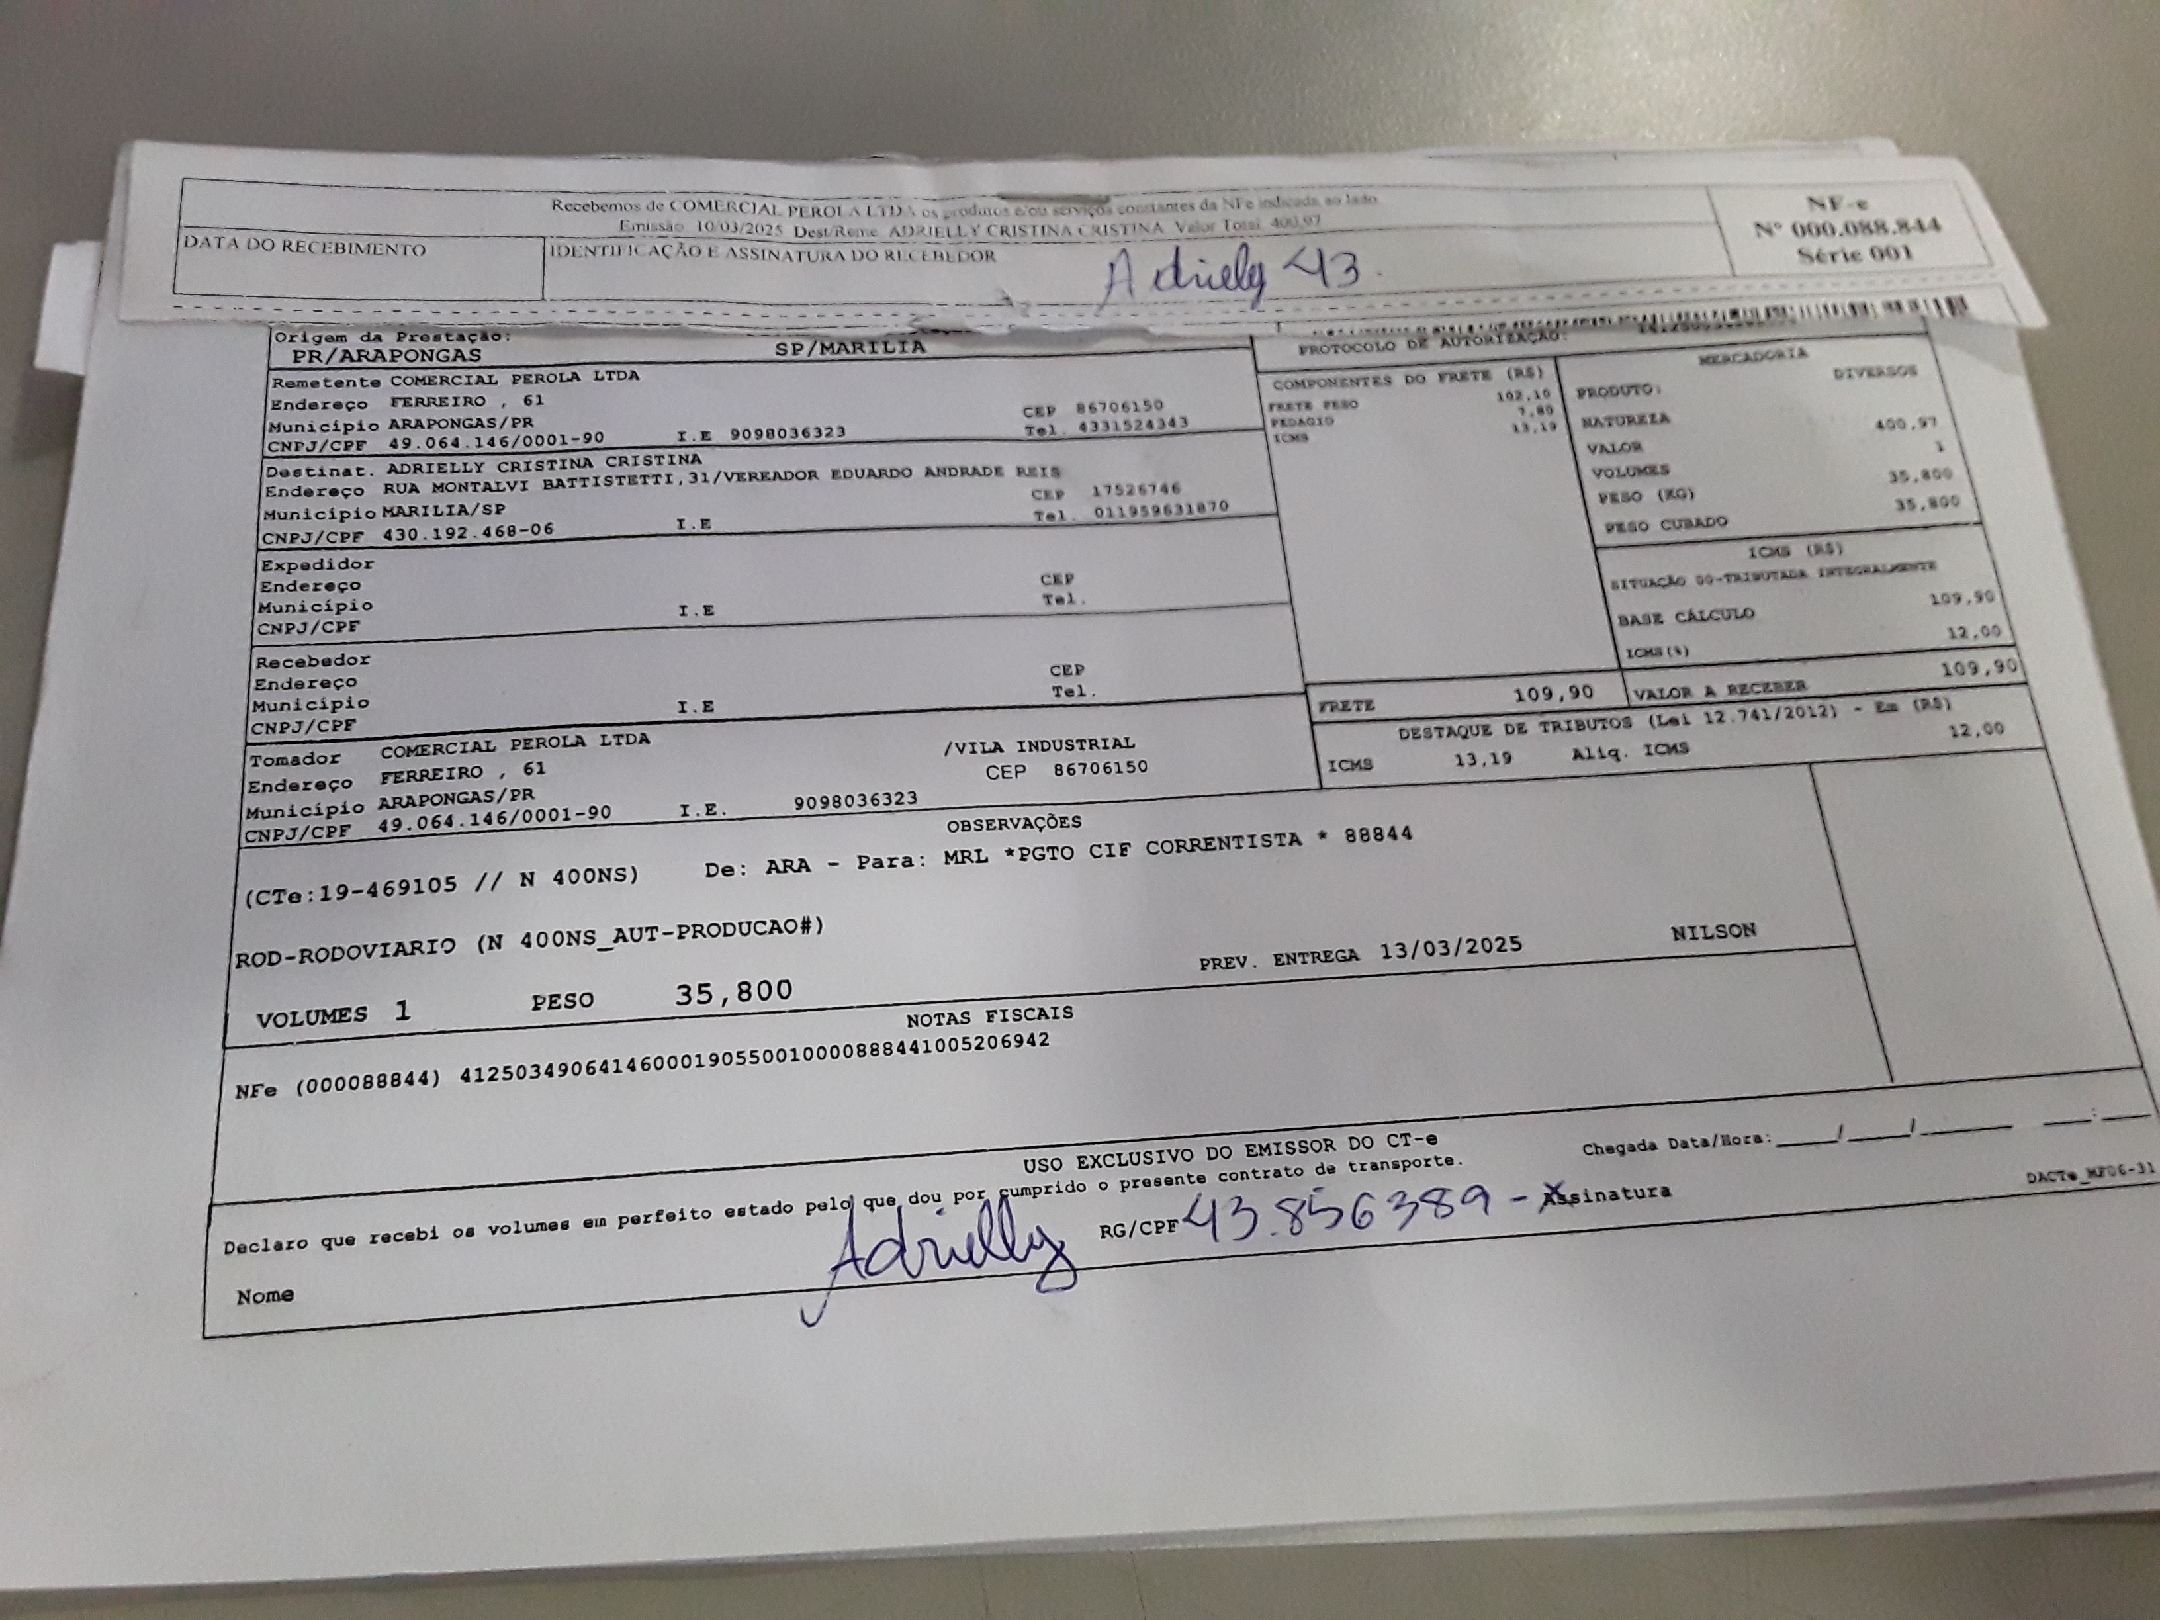 Recebemos de COMERCIAL PEROLA LTDA os produtos e/ou serviços constantes da NFe indicada ao lado
Emissão 10/03/2025 Dest/Reme ADRIELLY CRISTINA CRISTINA Valor Total 400,97
DATA DO RECEBIMENTO
IDENTIFICAÇÃO E ASSINATURA DO RECEBEDOR
Adriely 43.
NF-e
Nº 000.088.844
Série 001
Origem da Prestação:
PR/ARAPONGAS SP/MARILIA
Remetente COMERCIAL PEROLA LTDA
Endereço FERREIRO , 61
Município ARAPONGAS/PR CEP 86706150
CNPJ/CPF 49.064.146/0001-90 I.E 9098036323 Tel. 4331524343
Destinat. ADRIELLY CRISTINA CRISTINA
Endereço RUA MONTALVI BATTISTETTI,31/VEREADOR EDUARDO ANDRADE REIS
Município MARILIA/SP CEP 17526746
CNPJ/CPF 430.192.468-06 I.E Tel. 011959631870
Expedidor
Endereço CEP
Município Tel.
CNPJ/CPF I.E
Recebedor
Endereço CEP
Município Tel.
CNPJ/CPF I.E
Tomador COMERCIAL PEROLA LTDA
Endereço FERREIRO , 61 /VILA INDUSTRIAL
Município ARAPONGAS/PR CEP 86706150
CNPJ/CPF 49.064.146/0001-90 I.E. 9098036323
PROTOCOLO DE AUTORIZAÇÃO:
COMPONENTES DO FRETE (R$)
FRETE PESO 102,10
PEDAGIO 7,80
ICMS 13,19
MERCADORIA
PRODUTO: DIVERSOS
NATUREZA
VALOR 400,97
VOLUMES 1
PESO (KG) 35,800
PESO CUBADO 35,800
ICMS (R$)
SITUAÇÃO 00-TRIBUTADA INTEGRALMENTE
BASE CÁLCULO 109,90
ICMS(%) 12,00
FRETE 109,90 VALOR A RECEBER 109,90
DESTAQUE DE TRIBUTOS (Lei 12.741/2012) - Em (R$)
ICMS 13,19 Aliq. ICMS 12,00
OBSERVAÇÕES
(CTe:19-469105 // N 400NS) De: ARA - Para: MRL *PGTO CIF CORRENTISTA * 88844
ROD-RODOVIARIO (N 400NS_AUT-PRODUCAO#)
PREV. ENTREGA 13/03/2025 NILSON
VOLUMES 1 PESO 35,800
NOTAS FISCAIS
NFe (000088844) 41250349064146000190550010000888441005206942
USO EXCLUSIVO DO EMISSOR DO CT-e
Declaro que recebi os volumes em perfeito estado pelo que dou por cumprido o presente contrato de transporte.
Chegada Data/Hora: ____/____/______ ___:___
Nome Adrielly RG/CPF 43.856389-X Assinatura
DACTe_MF06-31